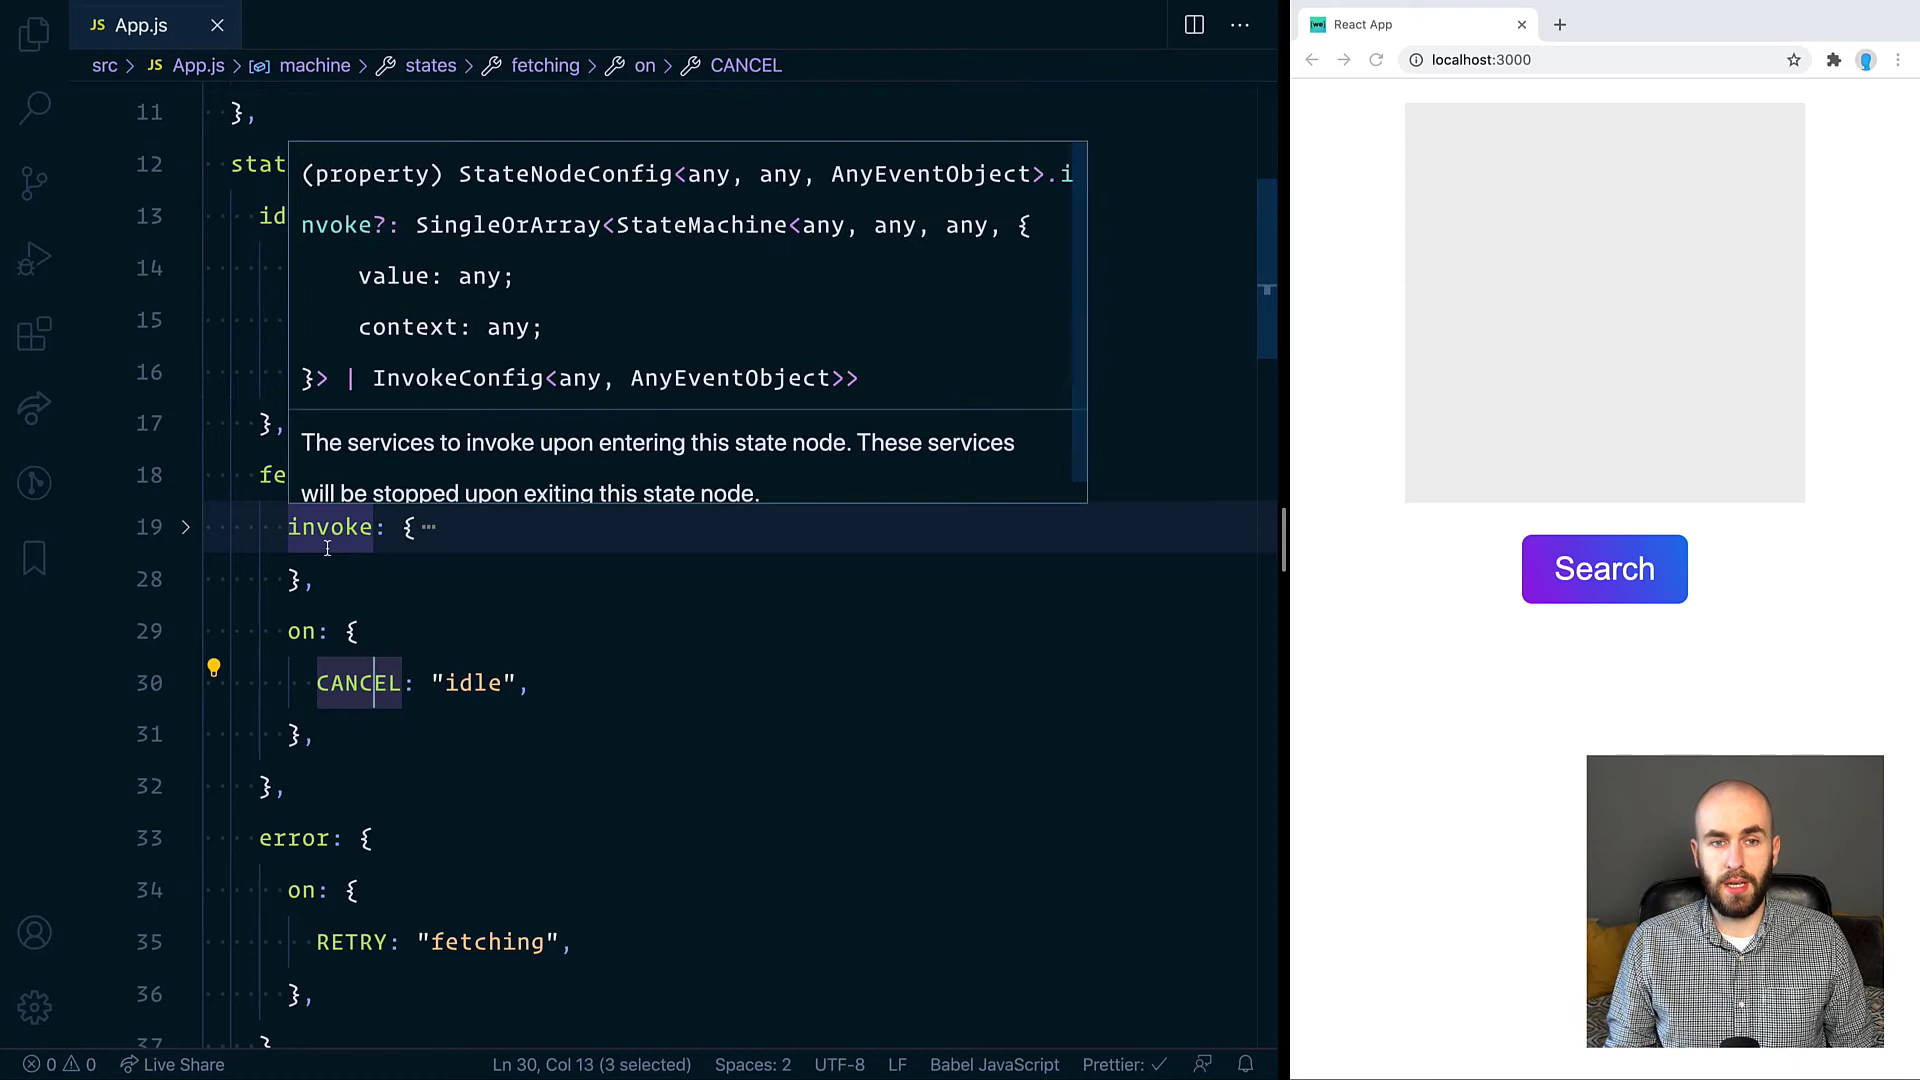 JS App.js
React App
localhost:3000
src > JS App.js > machine > states > fetching > on > CANCEL
11 },
12 stat
13 id
14
15
16
17 },
18 fe
(property) StateNodeConfig<any, any, AnyEventObject>.i
nvoke?: SingleOrArray<StateMachine<any, any, any, {
value: any;
context: any;
}> | InvokeConfig<any, AnyEventObject>>
The services to invoke upon entering this state node. These services
will be stopped upon exiting this state node.
19 invoke: { ⋯
28 },
29 on: {
30 CANCEL: "idle",
31 },
32 },
33 error: {
34 on: {
35 RETRY: "fetching",
36 },
37 }
Search
0 0 Live Share Ln 30, Col 13 (3 selected) Spaces: 2 UTF-8 LF Babel JavaScript Prettier: ✓